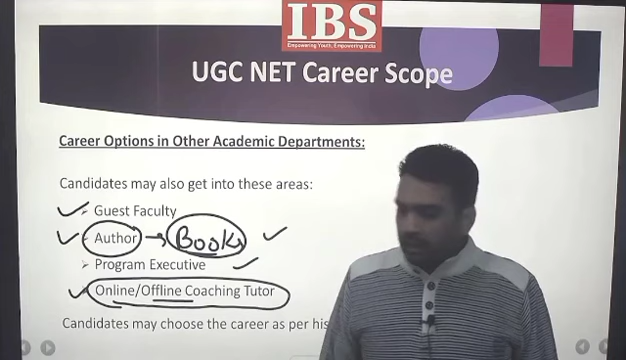 IBS
Empowering Youth, Empowering India
UGC NET Career Scope
Career Options in Other Academic Departments:
Candidates may also get into these areas:
Guest Faculty
Author → Books
Program Executive
Online/Offline Coaching Tutor
Candidates may choose the career as per his